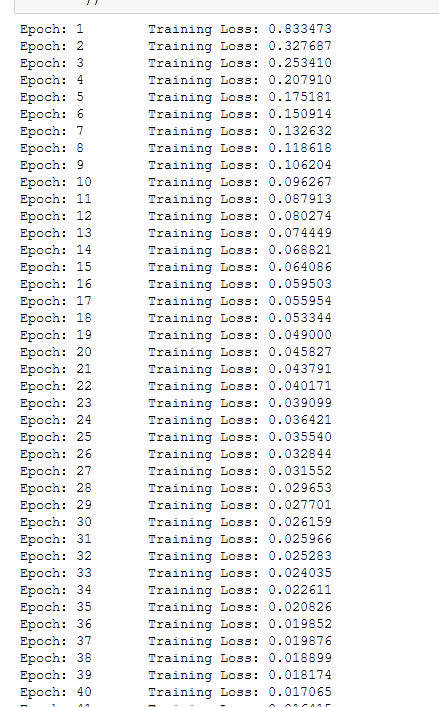 ))
Epoch: 1 Training Loss: 0.833473
Epoch: 2 Training Loss: 0.327687
Epoch: 3 Training Loss: 0.253410
Epoch: 4 Training Loss: 0.207910
Epoch: 5 Training Loss: 0.175181
Epoch: 6 Training Loss: 0.150914
Epoch: 7 Training Loss: 0.132632
Epoch: 8 Training Loss: 0.118618
Epoch: 9 Training Loss: 0.106204
Epoch: 10 Training Loss: 0.096267
Epoch: 11 Training Loss: 0.087913
Epoch: 12 Training Loss: 0.080274
Epoch: 13 Training Loss: 0.074449
Epoch: 14 Training Loss: 0.068821
Epoch: 15 Training Loss: 0.064086
Epoch: 16 Training Loss: 0.059503
Epoch: 17 Training Loss: 0.055954
Epoch: 18 Training Loss: 0.053344
Epoch: 19 Training Loss: 0.049000
Epoch: 20 Training Loss: 0.045827
Epoch: 21 Training Loss: 0.043791
Epoch: 22 Training Loss: 0.040171
Epoch: 23 Training Loss: 0.039099
Epoch: 24 Training Loss: 0.036421
Epoch: 25 Training Loss: 0.035540
Epoch: 26 Training Loss: 0.032844
Epoch: 27 Training Loss: 0.031552
Epoch: 28 Training Loss: 0.029653
Epoch: 29 Training Loss: 0.027701
Epoch: 30 Training Loss: 0.026159
Epoch: 31 Training Loss: 0.025966
Epoch: 32 Training Loss: 0.025283
Epoch: 33 Training Loss: 0.024035
Epoch: 34 Training Loss: 0.022611
Epoch: 35 Training Loss: 0.020826
Epoch: 36 Training Loss: 0.019852
Epoch: 37 Training Loss: 0.019876
Epoch: 38 Training Loss: 0.018899
Epoch: 39 Training Loss: 0.018174
Epoch: 40 Training Loss: 0.017065